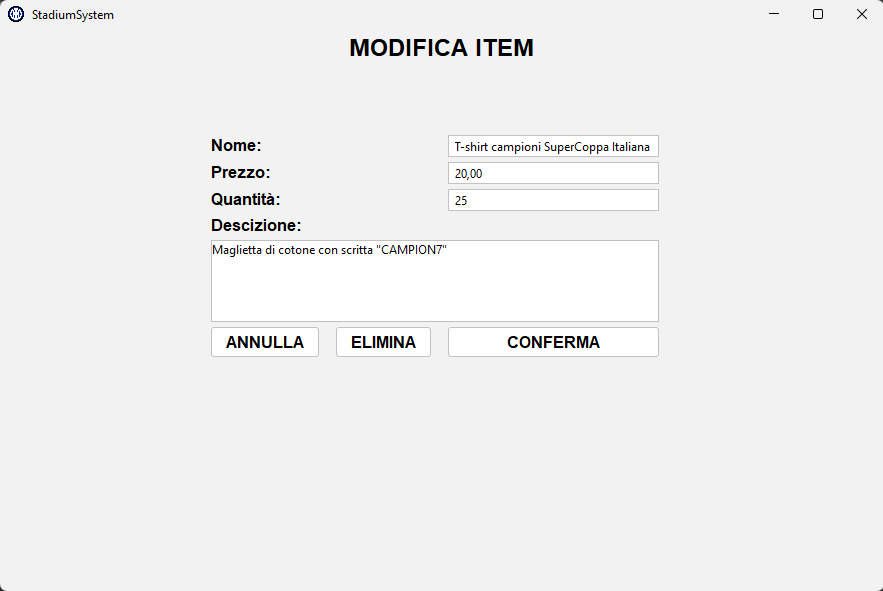 StadiumSystem
MODIFICA ITEM
Nome: T-shirt campioni SuperCoppa Italiana
Prezzo: 20,00
Quantità: 25
Descizione:
Maglietta di cotone con scritta "CAMPION7"
ANNULLA ELIMINA CONFERMA